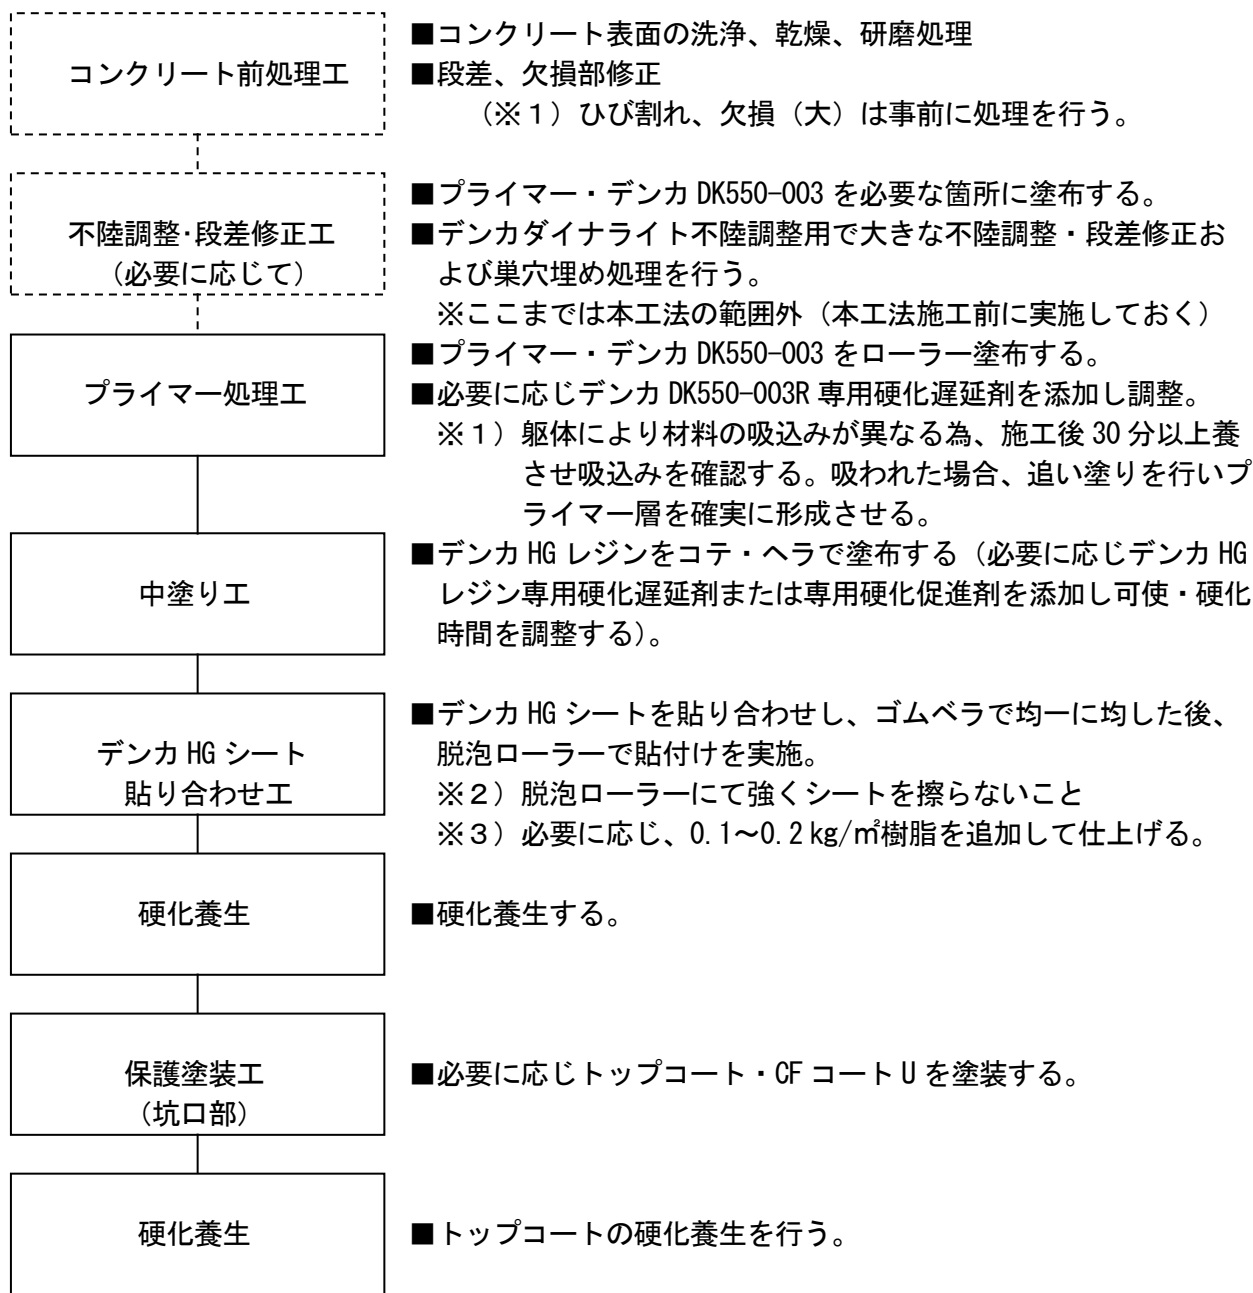 コンクリート前処理工
■コンクリート表面の洗浄、乾燥、研磨処理
■段差、欠損部修正
（※１）ひび割れ、欠損（大）は事前に処理を行う。
不陸調整・段差修正工
（必要に応じて）
■プライマー・デンカ DK550-003 を必要な箇所に塗布する。
■デンカダイナライト不陸調整用で大きな不陸調整・段差修正お
よび巣穴埋め処理を行う。
※ここまでは本工法の範囲外（本工法施工前に実施しておく）
プライマー処理工
■プライマー・デンカ DK550-003 をローラー塗布する。
■必要に応じデンカ DK550-003R 専用硬化遅延剤を添加し調整。
※１）躯体により材料の吸込みが異なる為、施工後 30 分以上養
させ吸込みを確認する。吸われた場合、追い塗りを行いプ
ライマー層を確実に形成させる。
中塗り工
■デンカ HG レジンをコテ・ヘラで塗布する（必要に応じデンカ HG
レジン専用硬化遅延剤または専用硬化促進剤を添加し可使・硬化
時間を調整する）。
デンカ HG シート
貼り合わせ工
■デンカ HG シートを貼り合わせし、ゴムベラで均一に均した後、
脱泡ローラーで貼付けを実施。
※２）脱泡ローラーにて強くシートを擦らないこと
※３）必要に応じ、0.1～0.2 kg/㎡樹脂を追加して仕上げる。
硬化養生
■硬化養生する。
保護塗装工
（坑口部）
■必要に応じトップコート・CF コート U を塗装する。
硬化養生
■トップコートの硬化養生を行う。